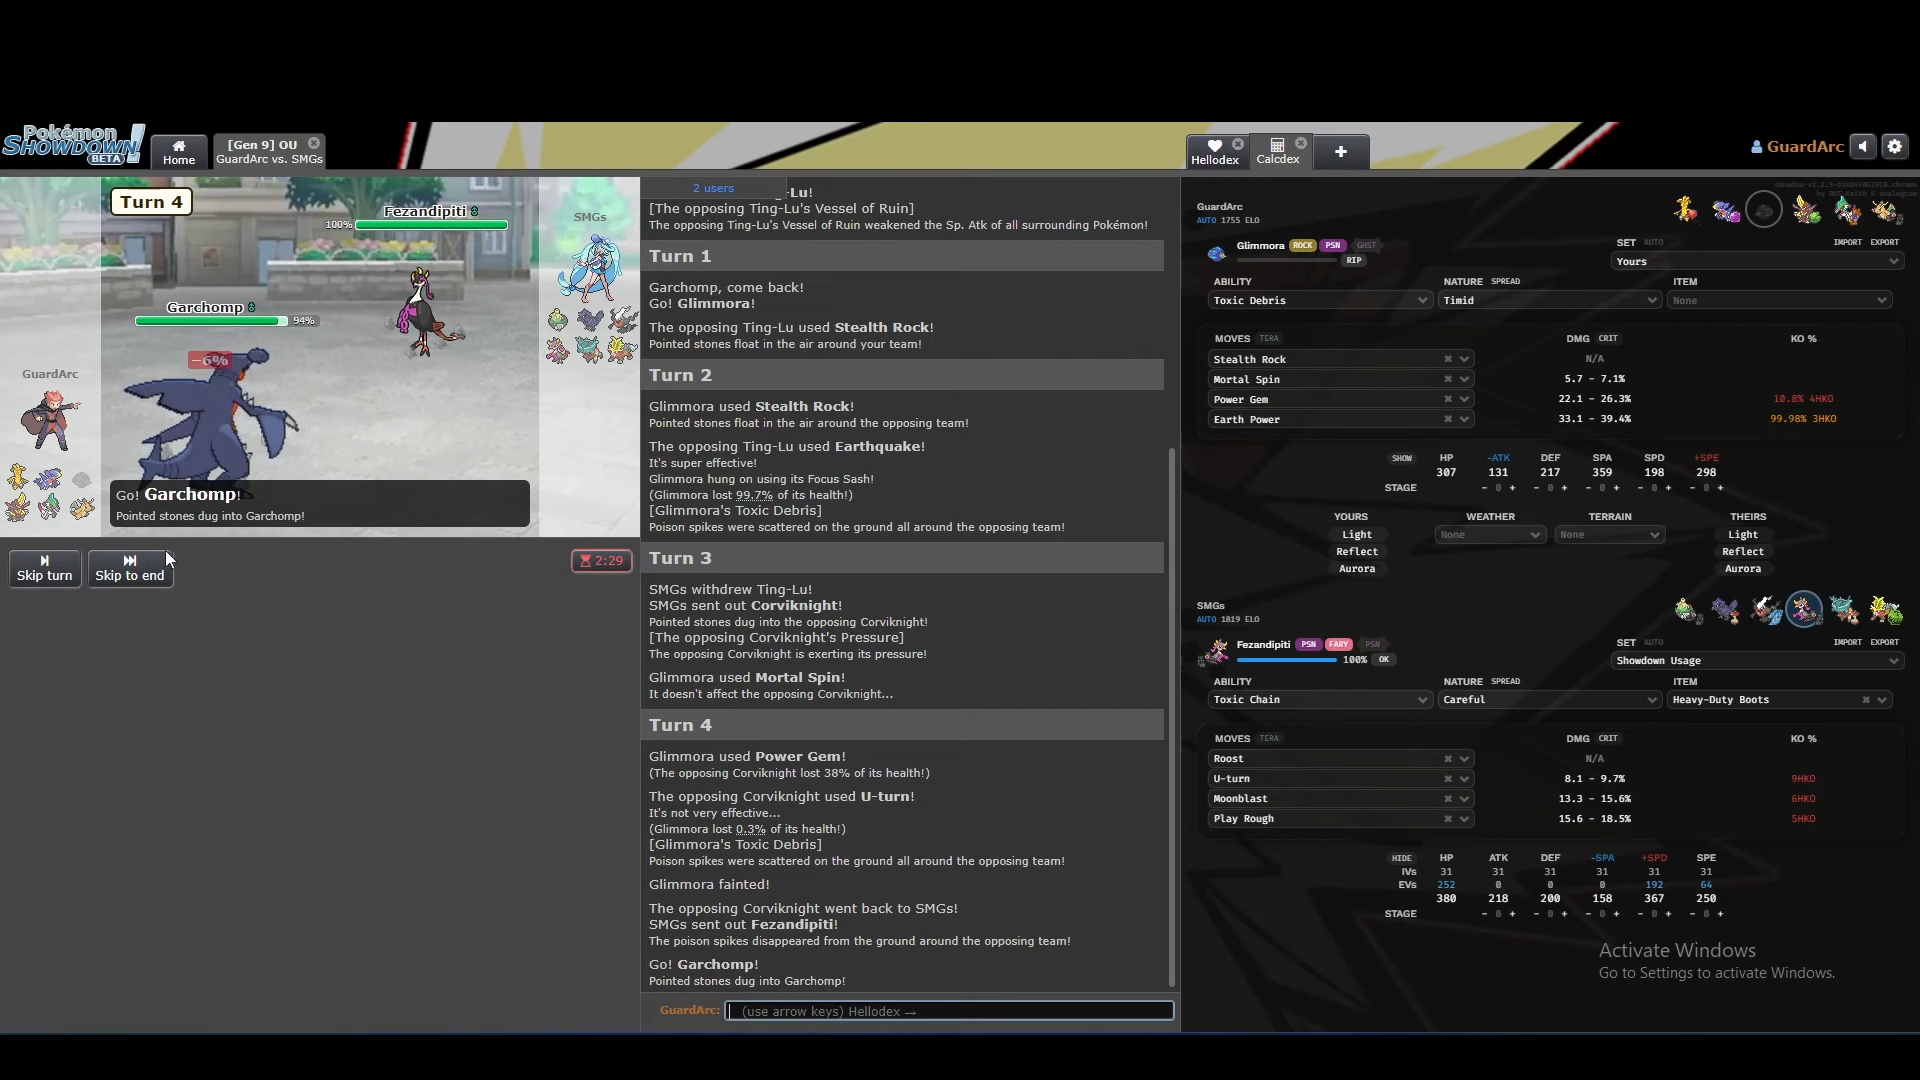 Pokémon
SHOWDOWN!
BETA
Home
[Gen 9] OU
GuardArc vs. SMGs
Hellodex
Calcdex
+
GuardArc
Turn 4
Fezandipiti
100%
SMGs
Garchomp
94%
−6%
GuardArc
Go! Garchomp!
Pointed stones dug into Garchomp!
Skip turn
Skip to end
2:29
2 users
-Lu!
[The opposing Ting-Lu's Vessel of Ruin]
The opposing Ting-Lu's Vessel of Ruin weakened the Sp. Atk of all surrounding Pokémon!
Turn 1
Garchomp, come back!
Go! Glimmora!
The opposing Ting-Lu used Stealth Rock!
Pointed stones float in the air around your team!
Turn 2
Glimmora used Stealth Rock!
Pointed stones float in the air around the opposing team!
The opposing Ting-Lu used Earthquake!
It's super effective!
Glimmora hung on using its Focus Sash!
(Glimmora lost 99.7% of its health!)
[Glimmora's Toxic Debris]
Poison spikes were scattered on the ground all around the opposing team!
Turn 3
SMGs withdrew Ting-Lu!
SMGs sent out Corviknight!
Pointed stones dug into the opposing Corviknight!
[The opposing Corviknight's Pressure]
The opposing Corviknight is exerting its pressure!
Glimmora used Mortal Spin!
It doesn't affect the opposing Corviknight...
Turn 4
Glimmora used Power Gem!
(The opposing Corviknight lost 38% of its health!)
The opposing Corviknight used U-turn!
It's not very effective...
(Glimmora lost 0.3% of its health!)
[Glimmora's Toxic Debris]
Poison spikes were scattered on the ground all around the opposing team!
Glimmora fainted!
The opposing Corviknight went back to SMGs!
SMGs sent out Fezandipiti!
The poison spikes disappeared from the ground around the opposing team!
Go! Garchomp!
Pointed stones dug into Garchomp!
GuardArc: (use arrow keys) Hellodex →
GuardArc
AUTO 1755 ELO
Glimmora ROCK PSN GHST
RIP
SET AUTO IMPORT EXPORT
Yours
ABILITY NATURE SPREAD ITEM
Toxic Debris Timid None
MOVES TERA DMG CRIT KO %
Stealth Rock N/A
Mortal Spin 5.7 - 7.1%
Power Gem 22.1 - 26.3% 10.8% 4HKO
Earth Power 33.1 - 39.4% 99.98% 3HKO
SHOW HP -ATK DEF SPA SPD +SPE
307 131 217 359 198 298
STAGE - 0 + - 0 + - 0 + - 0 + - 0 +
YOURS WEATHER TERRAIN THEIRS
Light None None Light
Reflect Reflect
Aurora Aurora
SMGs
AUTO 1819 ELO
Fezandipiti PSN FARY PSN
100% OK
SET AUTO IMPORT EXPORT
Showdown Usage
ABILITY NATURE SPREAD ITEM
Toxic Chain Careful Heavy-Duty Boots
MOVES TERA DMG CRIT KO %
Roost N/A
U-turn 8.1 - 9.7% 9HKO
Moonblast 13.3 - 15.6% 6HKO
Play Rough 15.6 - 18.5% 5HKO
HIDE HP ATK DEF -SPA +SPD SPE
IVs 31 31 31 31 31 31
EVs 252 0 0 0 192 64
380 218 200 158 367 250
STAGE - 0 + - 0 + - 0 + - 0 + - 0 +
Activate Windows
Go to Settings to activate Windows.